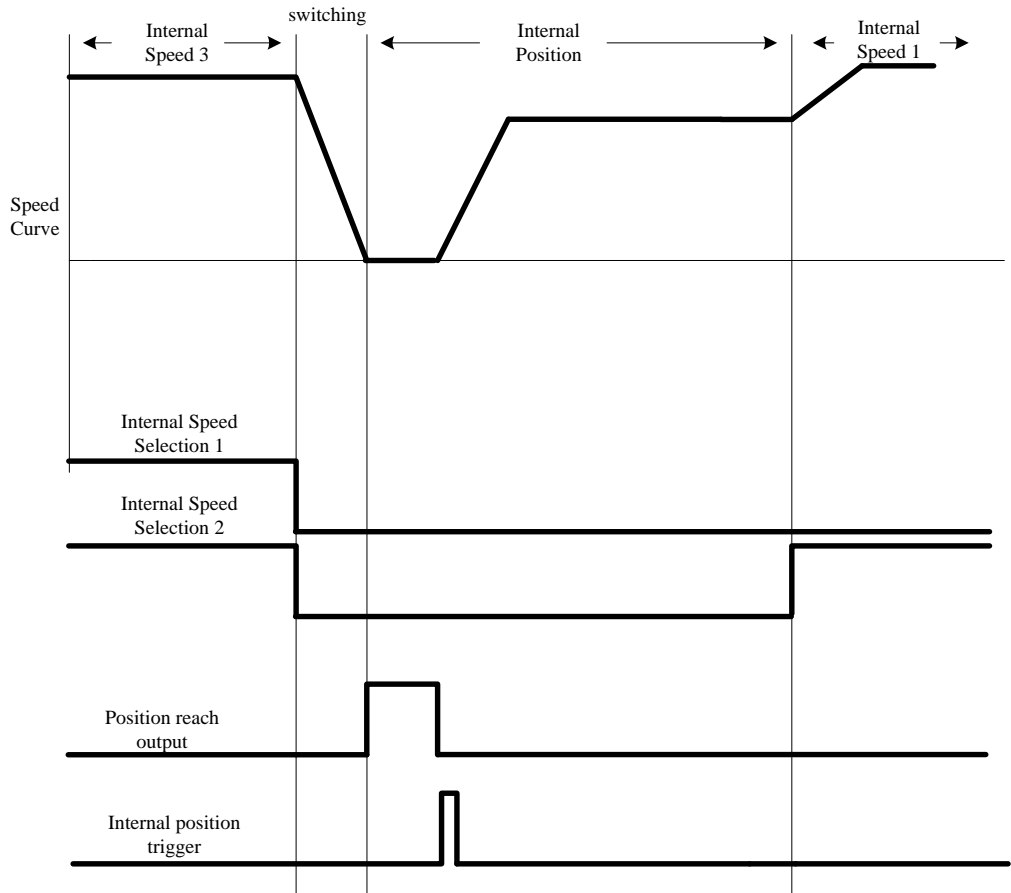 switching
Internal
Speed 3
Internal
Position
Internal
Speed 1
Speed
Curve
Internal Speed
Selection 1
Internal Speed
Selection 2
Position reach
output
Internal position
trigger